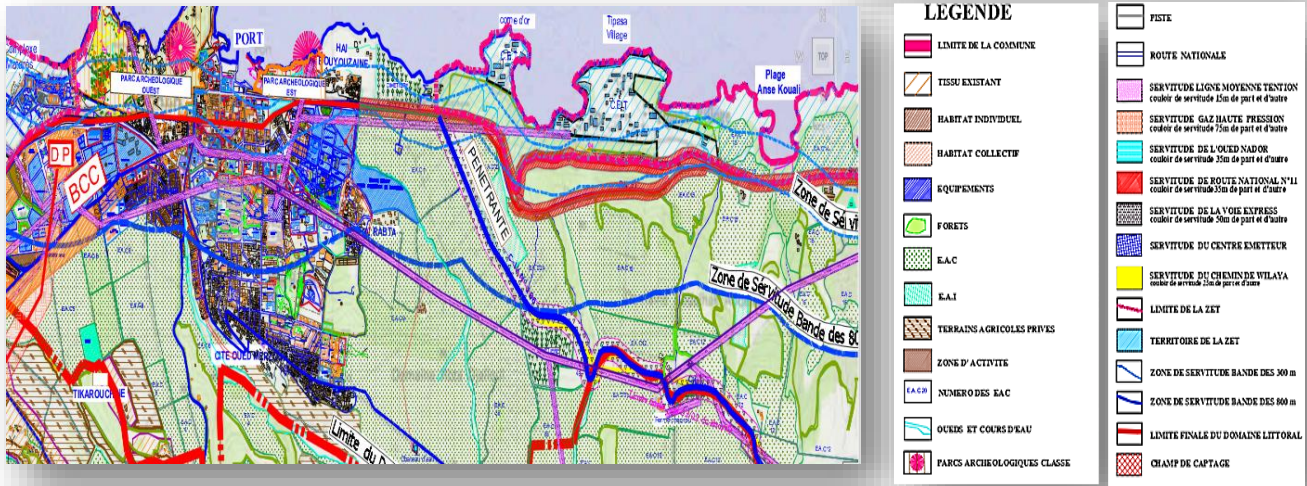 corne d'or
Tipasa
Village
PORT
HAI
OUYOUZAINE
Plage
Anse Kouali
TOP
PARC ARCHEOLOGIQUE
OUEST
PARC ARCHEOLOGIQUE
EST
C.E.T
DP
BCC
PENETRANTE
RABTA
Zone de Servi
Zone de Sérvitude Bande des 80
CITE OUED MERZOUG
TIKAROUCHINE
Limite du D
LEGENDE
LIMITE DE LA COMMUNE
TISSU EXISTANT
HABITAT INDIVIDUEL
HABITAT COLLECTIF
EQUIPEMENTS
FORETS
E.A.C
E.A.I
TERRAINS AGRICOLES PRIVES
ZONE D'ACTIVITE
E.A.C 20
NUMERO DES EAC
OUEDS ET COURS D'EAU
PARCS ARCHEOLOGIQUES CLASSE
PISTE
ROUTE NATIONALE
SERVITUDE LIGNE MOYENNE TENTION
couloir de servitude 15m de part et d'autre
SERVITUDE GAZ HAUTE PRESSION
couloir de servitude 75m de part et d'autre
SERVITUDE DE L'OUED NADOR
couloir de servitude 35m de part et d'autre
SERVITUDE DE ROUTE NATIONAL N°11
couloir de servitude 35m de part et d'autre
SERVITUDE DE LA VOIE EXPRESS
couloir de servitude 50m de part et d'autre
SERVITUDE DU CENTRE EMETTEUR
SERVITUDE DU CHEMIN DE WILAYA
couloir de servitude 25m de part et d'autre
LIMITE DE LA ZET
TERRITOIRE DE LA ZET
ZONE DE SERVITUDE BANDE DES 300 m
ZONE DE SERVITUDE BANDE DES 800 m
LIMITE FINALE DU DOMAINE LITTORAL
CHAMP DE CAPTAGE